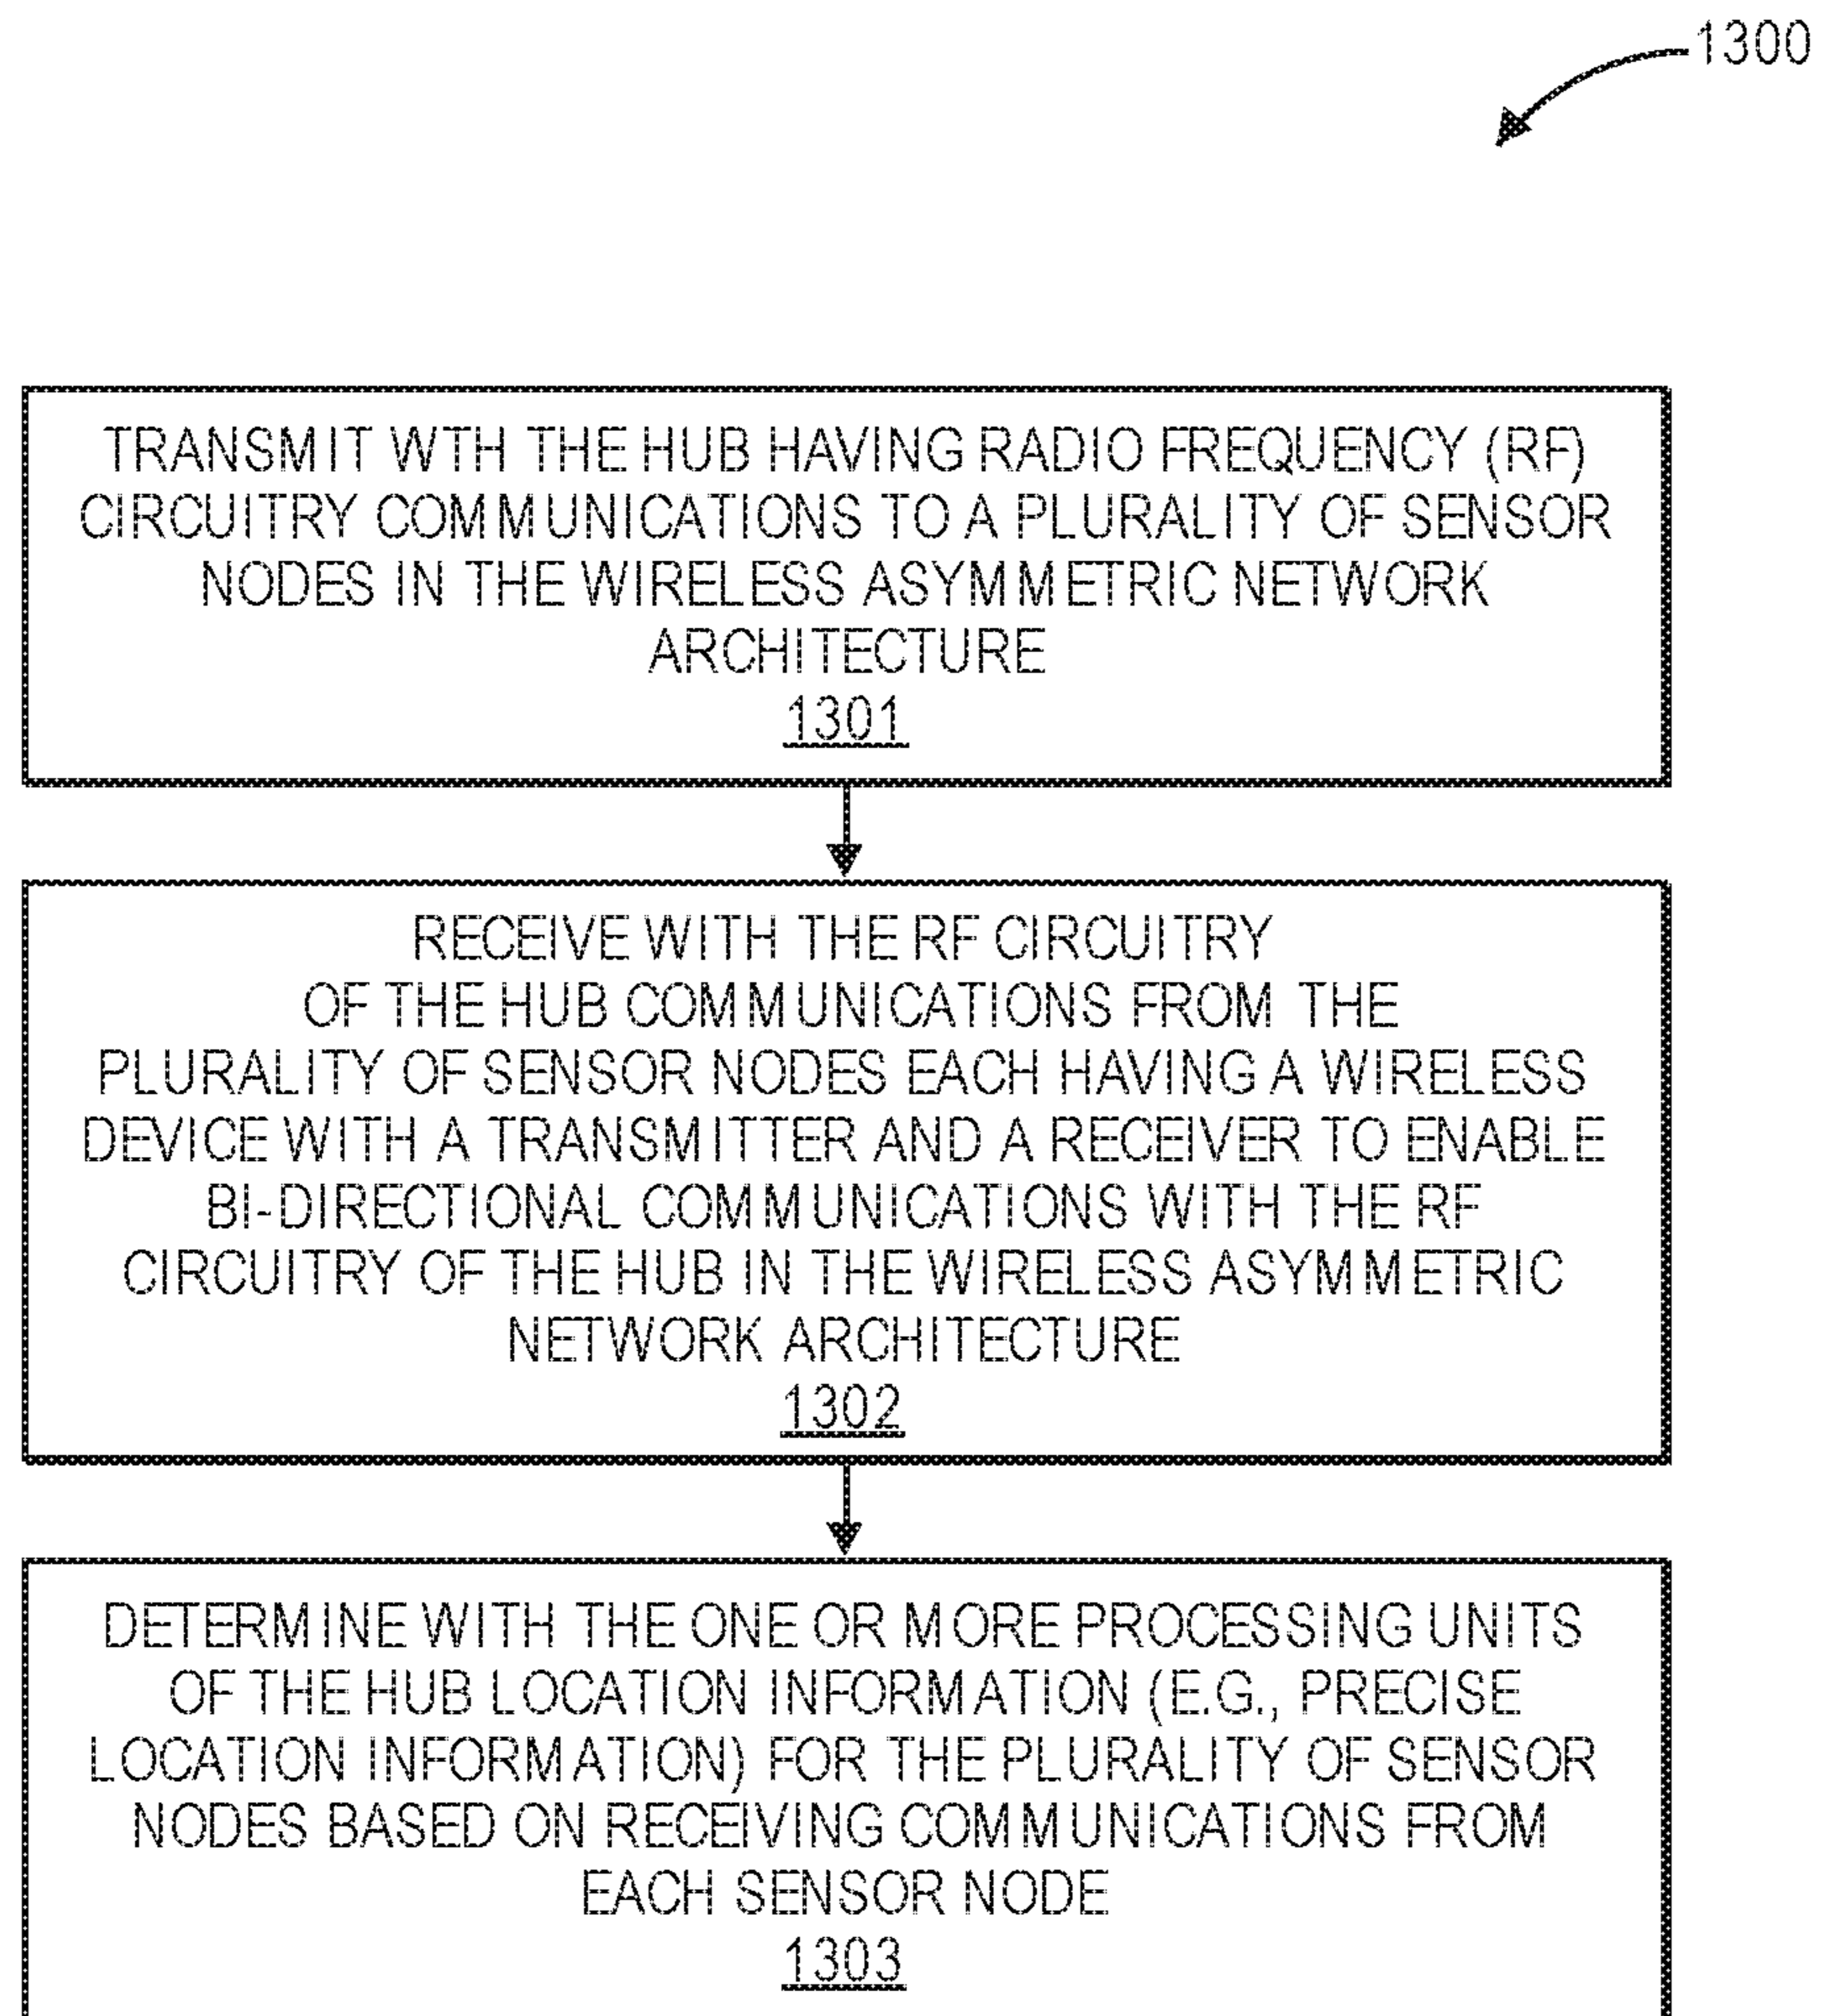 1300
TRANSMIT WTH THE HUB HAVING RADIO FREQUENCY (RF)
CIRCUITRY COMMUNICATIONS TO A PLURALITY OF SENSOR
NODES IN THE WIRELESS ASYMMETRIC NETWORK
ARCHITECTURE
1301
RECEIVE WITH THE RF CIRCUITRY
OF THE HUB COMMUNICATIONS FROM THE
PLURALITY OF SENSOR NODES EACH HAVING A WIRELESS
DEVICE WITH A TRANSMITTER AND A RECEIVER TO ENABLE
BI-DIRECTIONAL COMMUNICATIONS WITH THE RF
CIRCUITRY OF THE HUB IN THE WIRELESS ASYMMETRIC
NETWORK ARCHITECTURE
1302
DETERMINE WITH THE ONE OR MORE PROCESSING UNITS
OF THE HUB LOCATION INFORMATION (E.G., PRECISE
LOCATION INFORMATION) FOR THE PLURALITY OF SENSOR
NODES BASED ON RECEIVING COMMUNICATIONS FROM
EACH SENSOR NODE
1303